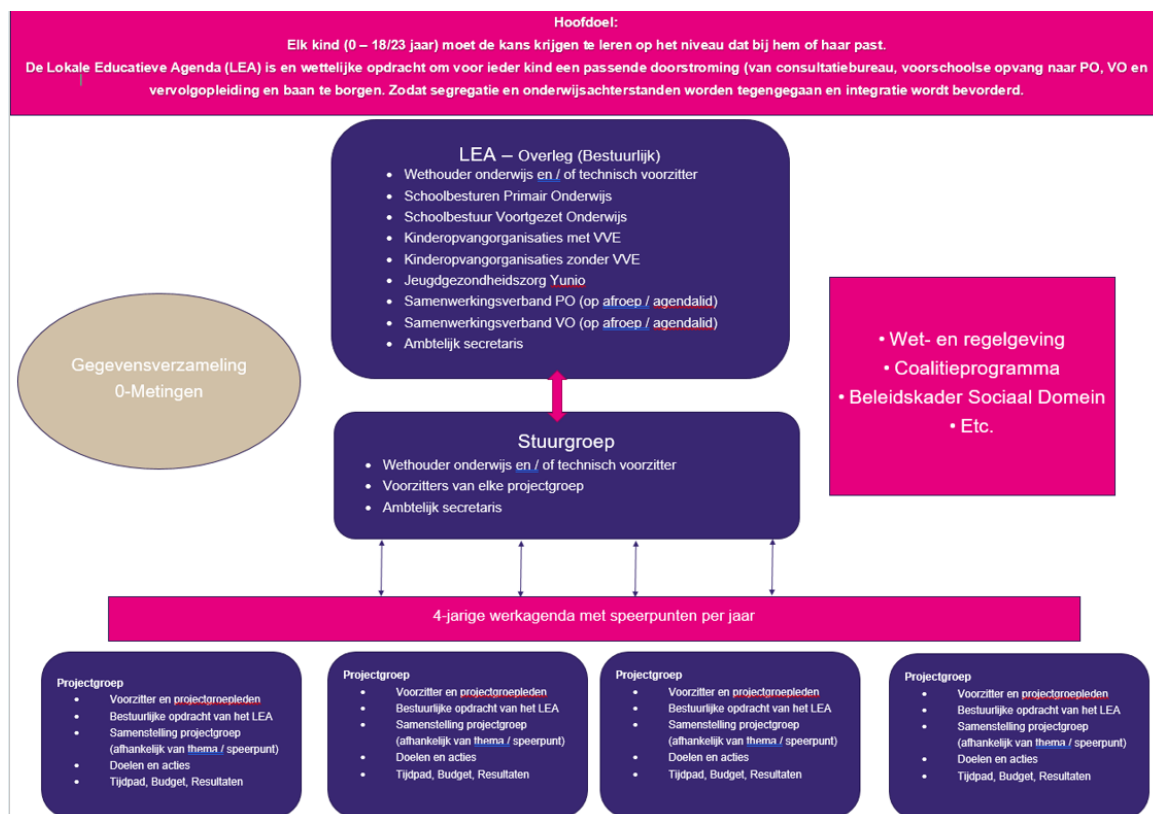 Hoofdoel:
Elk kind (0 – 18/23 jaar) moet de kans krijgen te leren op het niveau dat bij hem of haar past.
De Lokale Educatieve Agenda (LEA) is en wettelijke opdracht om voor ieder kind een passende doorstroming (van consultatiebureau, voorschoolse opvang naar PO, VO en
vervolgopleiding en baan te borgen. Zodat segregatie en onderwijsachterstanden worden tegengegaan en integratie wordt bevorderd.
LEA – Overleg (Bestuurlijk)
• Wethouder onderwijs en / of technisch voorzitter
• Schoolbesturen Primair Onderwijs
• Schoolbestuur Voortgezet Onderwijs
• Kinderopvangorganisaties met VVE
• Kinderopvangorganisaties zonder VVE
• Jeugdgezondheidszorg Yunio
• Samenwerkingsverband PO (op afroep / agendalid)
• Samenwerkingsverband VO (op afroep / agendalid)
• Ambtelijk secretaris
Gegevensverzameling
0-Metingen
• Wet- en regelgeving
• Coalitieprogramma
• Beleidskader Sociaal Domein
• Etc.
Stuurgroep
• Wethouder onderwijs en / of technisch voorzitter
• Voorzitters van elke projectgroep
• Ambtelijk secretaris
4-jarige werkagenda met speerpunten per jaar
Projectgroep
• Voorzitter en projectgroepleden
• Bestuurlijke opdracht van het LEA
• Samenstelling projectgroep
(afhankelijk van thema / speerpunt)
• Doelen en acties
• Tijdpad, Budget, Resultaten
Projectgroep
• Voorzitter en projectgroepleden
• Bestuurlijke opdracht van het LEA
• Samenstelling projectgroep
(afhankelijk van thema / speerpunt)
• Doelen en acties
• Tijdpad, Budget, Resultaten
Projectgroep
• Voorzitter en projectgroepleden
• Bestuurlijke opdracht van het LEA
• Samenstelling projectgroep
(afhankelijk van thema / speerpunt)
• Doelen en acties
• Tijdpad, Budget, Resultaten
Projectgroep
• Voorzitter en projectgroepleden
• Bestuurlijke opdracht van het LEA
• Samenstelling projectgroep
(afhankelijk van thema / speerpunt)
• Doelen en acties
• Tijdpad, Budget, Resultaten